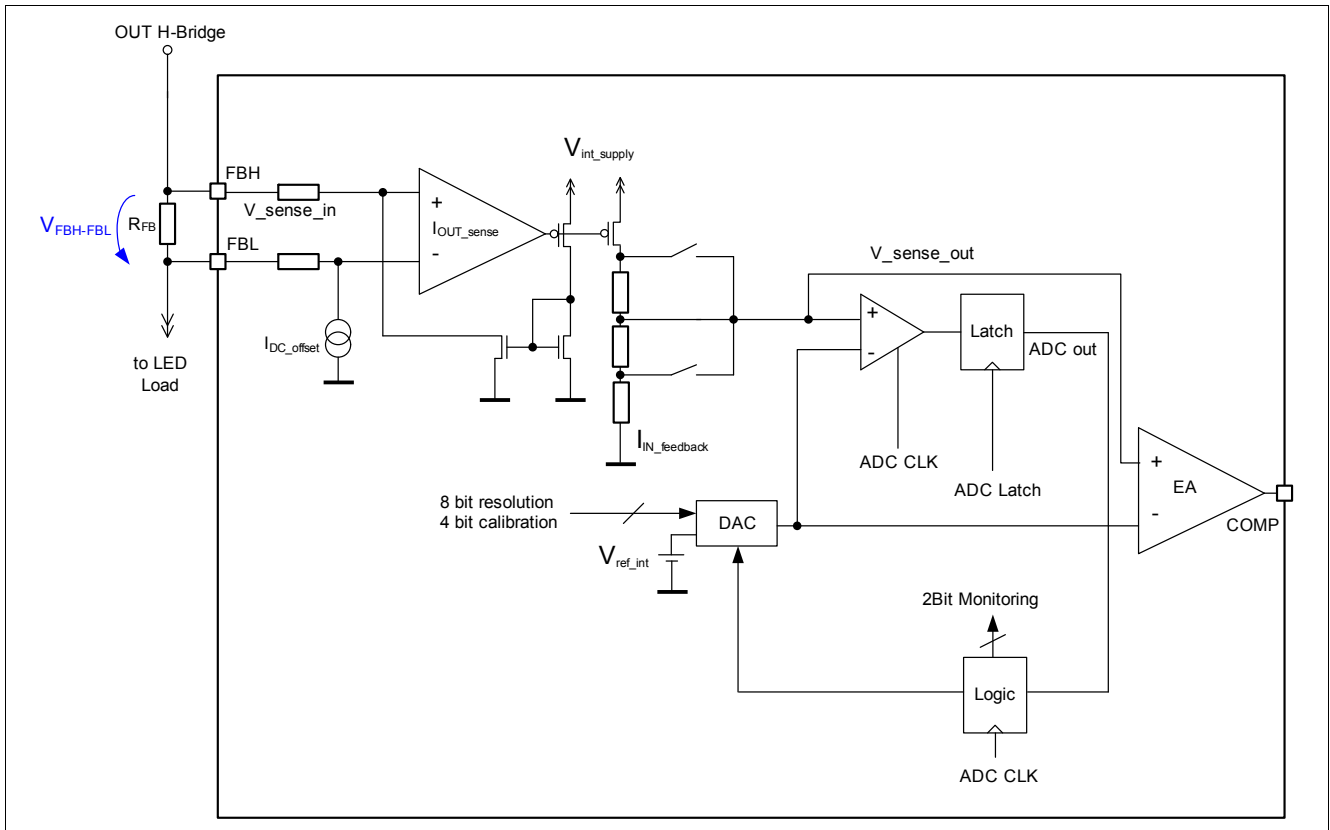 OUT H-Bridge
V_int_supply
FBH
V_sense_in
+
I_OUT_sense
-
V_FBH-FBL
R_FB
FBL
V_sense_out
I_DC_offset
+
-
Latch
ADC out
to LED
Load
I_IN_feedback
ADC CLK
ADC Latch
+
EA
-
COMP
8 bit resolution
4 bit calibration
DAC
V_ref_int
2Bit Monitoring
Logic
ADC CLK